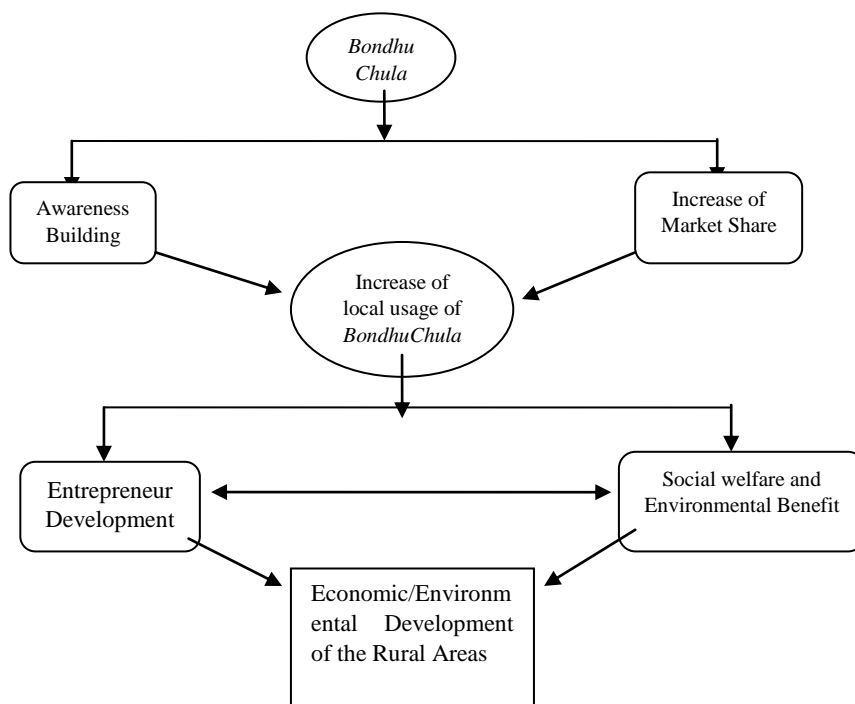 Bondhu
Chula
Awareness
Building
Increase of
Market Share
Increase of
local usage of
BondhuChula
Entrepreneur
Development
Social welfare and
Environmental Benefit
Economic/Environm
ental Development
of the Rural Areas